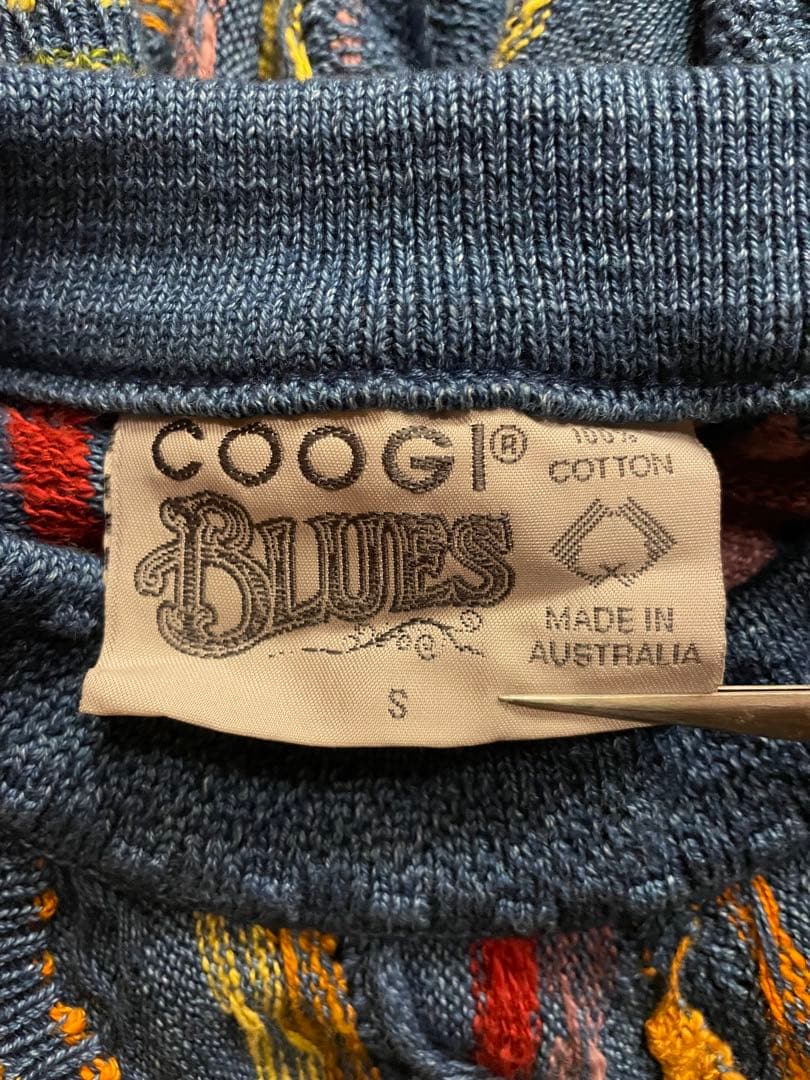 COOGI®
BLUES
S
100%
COTTON
MADE IN
AUSTRALIA